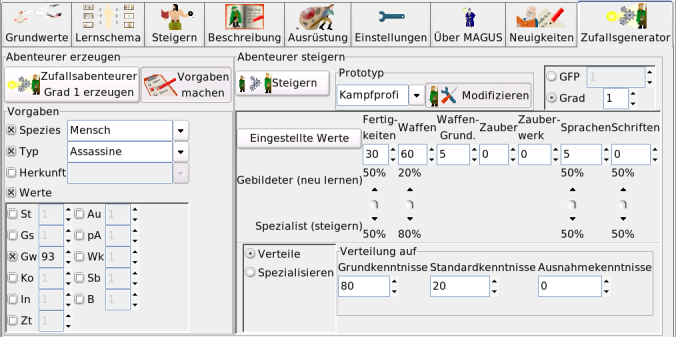 Grundwerte Lernschema Steigern Beschreibung Ausrüstung Einstellungen Über MAGUS Neuigkeiten Zufallsgenerator
Abenteurer erzeugen
Zufallsabenteurer
Grad 1 erzeugen
Vorgaben
machen
Vorgaben
Spezies Mensch
Typ Assassine
Herkunft
Werte
St 1 Au 1
Gs 1 pA 1
Gw 93 Wk 1
Ko 1 Sb 1
In 1 B 1
Zt 1
Abenteurer steigern
Steigern
Prototyp
Kampfprofi Modifizieren
GFP 1
Grad 1
Eingestellte Werte
Fertig-
keiten Waffen Waffen-
Grund. Zauber Zauber-
werk Sprachen Schriften
30 60 5 0 0 5 0
50% 20% 50% 50%
Gebildeter (neu lernen)
Spezialist (steigern)
50% 80% 50% 50%
Verteile
Spezialisieren
Verteilung auf
Grundkenntnisse Standardkenntnisse Ausnahmekenntnisse
80 20 0